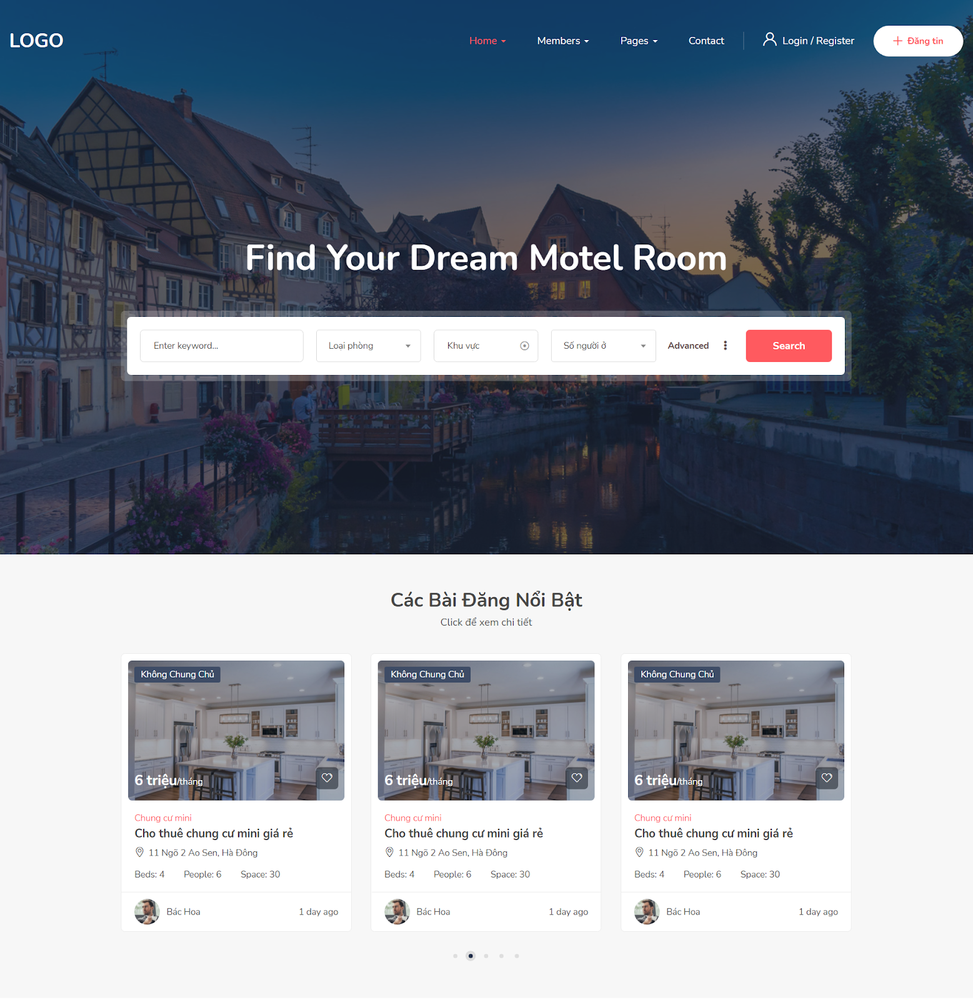 LOGO
Home
Members
Pages
Contact
Login / Register
Đăng tin
Find Your Dream Motel Room
Enter keyword...
Loại phòng
Khu vực
Số người ở
Advanced
Search
Các Bài Đăng Nổi Bật
Click để xem chi tiết
Không Chung Chủ
6 triệu/tháng
Chung cư mini
Cho thuê chung cư mini giá rẻ
11 Ngõ 2 Ao Sen, Hà Đông
Beds: 4 People: 6 Space: 30
Bác Hoa 1 day ago
Không Chung Chủ
6 triệu/tháng
Chung cư mini
Cho thuê chung cư mini giá rẻ
11 Ngõ 2 Ao Sen, Hà Đông
Beds: 4 People: 6 Space: 30
Bác Hoa 1 day ago
Không Chung Chủ
6 triệu/tháng
Chung cư mini
Cho thuê chung cư mini giá rẻ
11 Ngõ 2 Ao Sen, Hà Đông
Beds: 4 People: 6 Space: 30
Bác Hoa 1 day ago